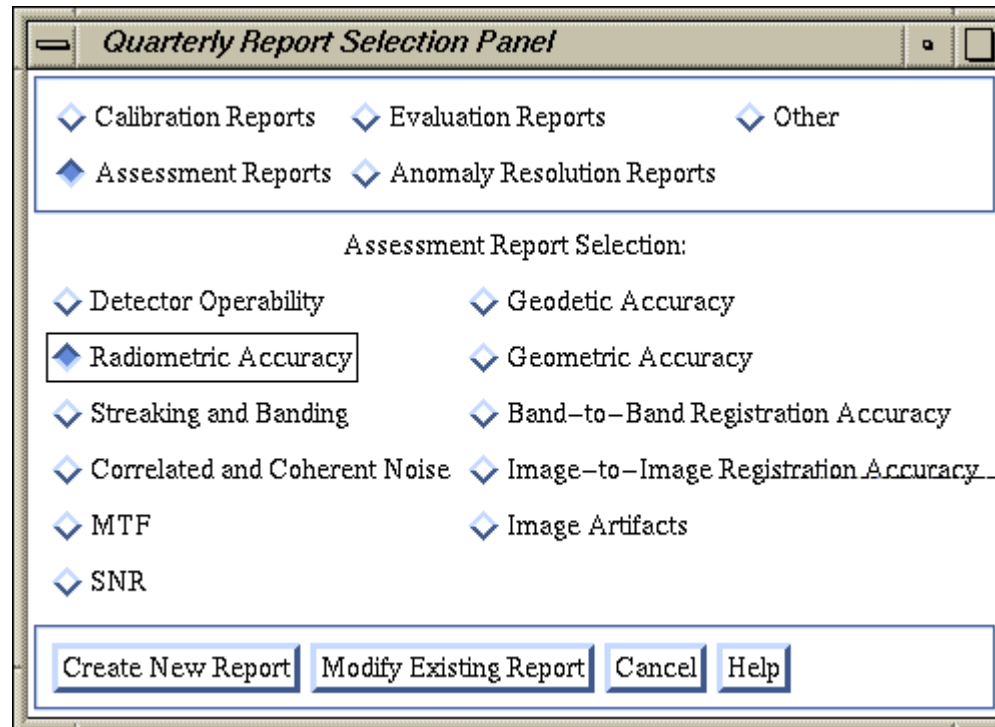 Quarterly Report Selection Panel
Calibration Reports Evaluation Reports Other
Assessment Reports Anomaly Resolution Reports
Assessment Report Selection:
Detector Operability Geodetic Accuracy
Radiometric Accuracy Geometric Accuracy
Streaking and Banding Band-to-Band Registration Accuracy
Correlated and Coherent Noise Image-to-Image Registration Accuracy
MTF Image Artifacts
SNR
Create New Report Modify Existing Report Cancel Help